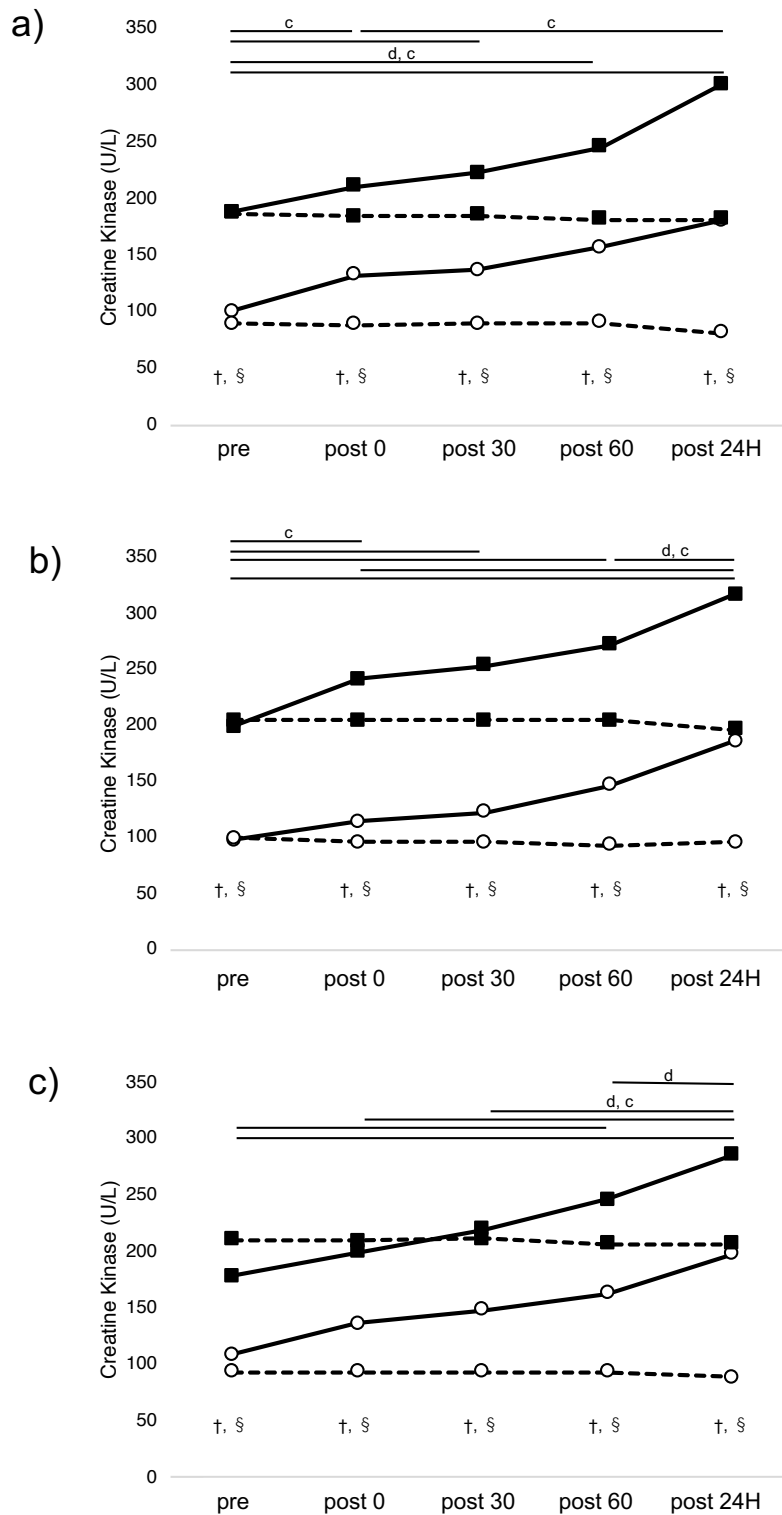 a)
350
c
c
300
d, c
250
200
150
100
50
0
Creatine Kinase (U/L)
†, §
†, §
†, §
†, §
†, §
pre
post 0
post 30
post 60
post 24H
b)
350
c
d, c
300
250
200
150
100
50
0
Creatine Kinase (U/L)
†, §
†, §
†, §
†, §
†, §
pre
post 0
post 30
post 60
post 24H
c)
350
d
d, c
300
250
200
150
100
50
0
Creatine Kinase (U/L)
†, §
†, §
†, §
†, §
†, §
pre
post 0
post 30
post 60
post 24H